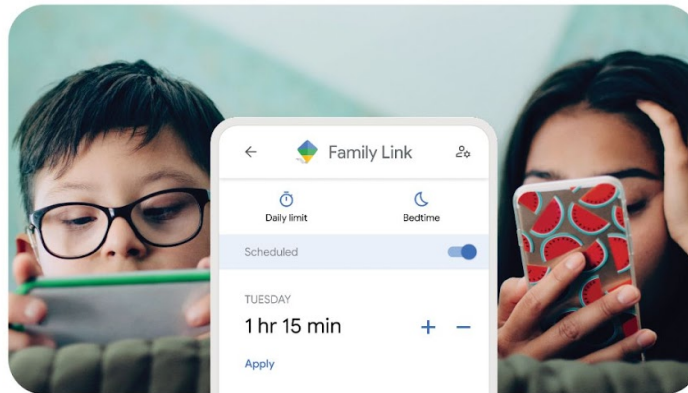 Family Link
Daily limit Bedtime
Scheduled
TUESDAY
1 hr 15 min + −
Apply